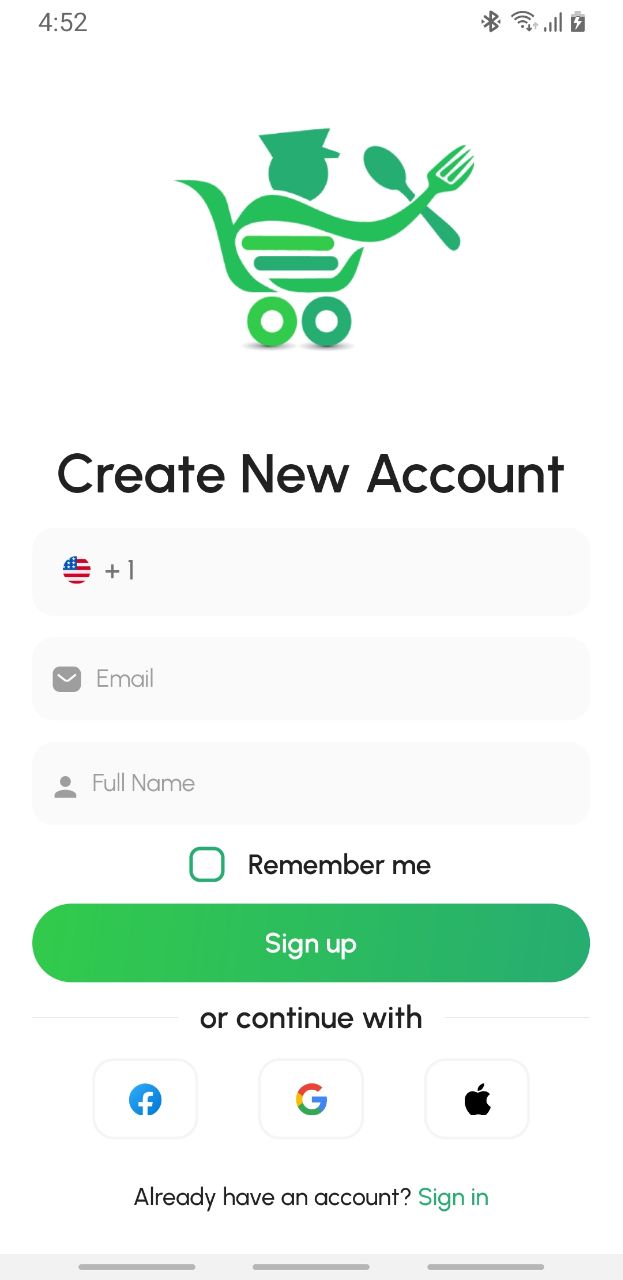 4:52
Create New Account
+ 1
Email
Full Name
Remember me
Sign up
or continue with
Already have an account? Sign in